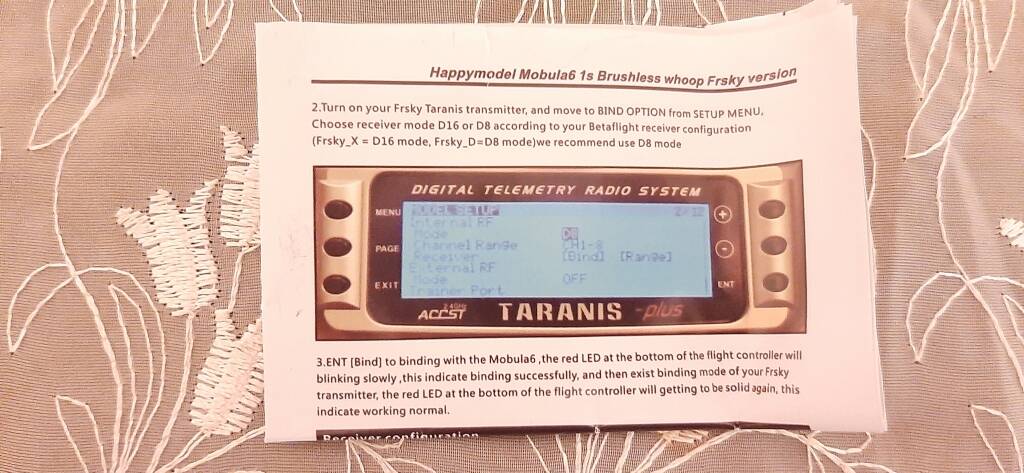 Happymodel Mobula6 1s Brushless whoop Frsky version
2.Turn on your Frsky Taranis transmitter, and move to BIND OPTION from SETUP MENU,
Choose receiver mode D16 or D8 according to your Betaflight receiver configuration
(Frsky_X = D16 mode, Frsky_D=D8 mode)we recommend use D8 mode
DIGITAL TELEMETRY RADIO SYSTEM
MENU MODEL SETUP 2/12
Internal RF
Mode D8
PAGE Channel Range CH1-8
Receiver [Bind] [Range]
External RF
EXIT Mode OFF ENT
Trainer Port
2.4GHz
ACCST TARANIS -plus
3.ENT [Bind] to binding with the Mobula6 ,the red LED at the bottom of the flight controller will
blinking slowly ,this indicate binding successfully, and then exist binding mode of your Frsky
transmitter, the red LED at the bottom of the flight controller will getting to be solid again, this
indicate working normal.
Receiver configuration